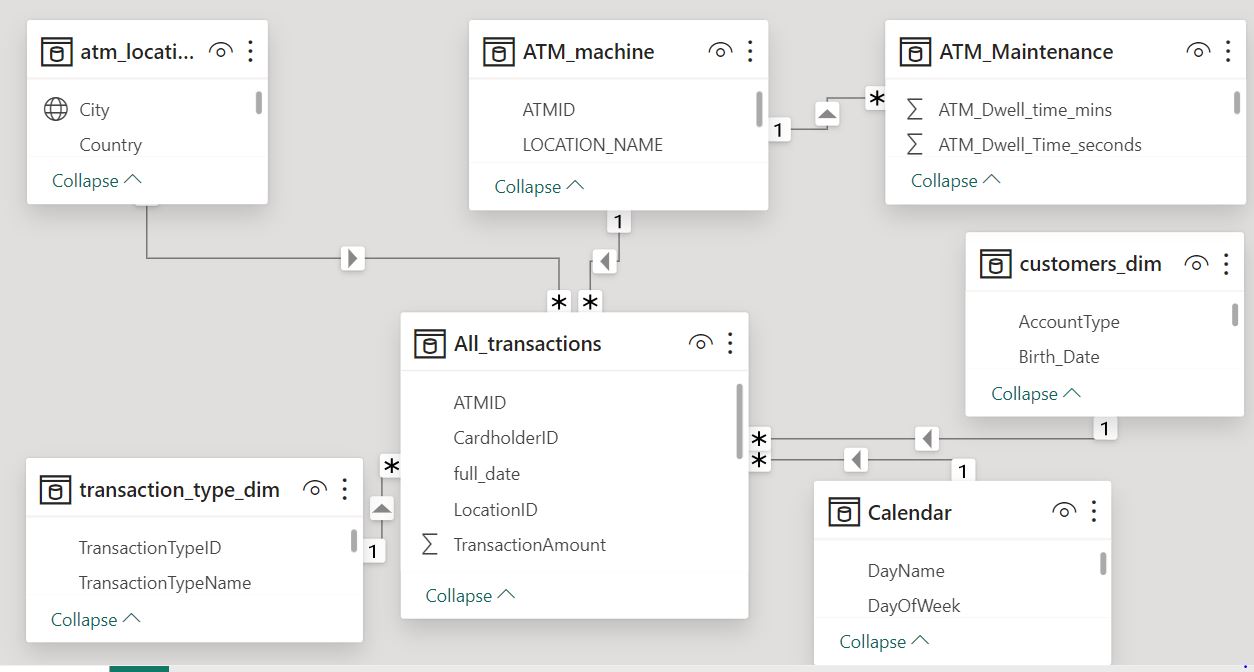 atm_locati...
City
Country
Collapse
ATM_machine
ATMID
LOCATION_NAME
Collapse
ATM_Maintenance
ATM_Dwell_time_mins
ATM_Dwell_Time_seconds
Collapse
1
*
1
* *
customers_dim
AccountType
Birth_Date
Collapse
1
All_transactions
ATMID
CardholderID
full_date
LocationID
TransactionAmount
Collapse
*
*
1
*
1
transaction_type_dim
TransactionTypeID
TransactionTypeName
Collapse
Calendar
DayName
DayOfWeek
Collapse